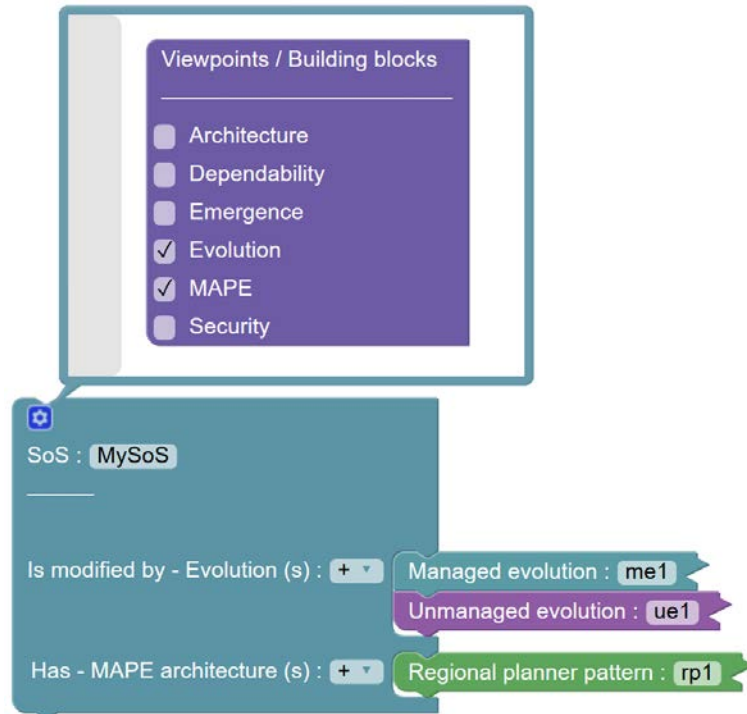 Viewpoints / Building blocks
Architecture
Dependability
Emergence
Evolution
MAPE
Security
SoS : MySoS
Is modified by - Evolution (s) : + Managed evolution : me1
Unmanaged evolution : ue1
Has - MAPE architecture (s) : + Regional planner pattern : rp1